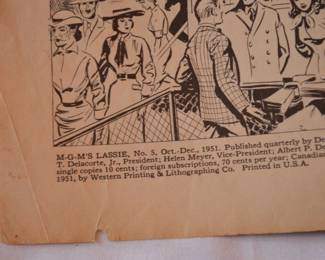 M-G-M'S LASSIE, No. 5, Oct.-Dec., 1951. Published quarterly by De
T. Delacorte, Jr., President; Helen Meyer, Vice-President; Albert P. De
single copies 10 cents; foreign subscriptions, 70 cents per year; Canadian
1951, by Western Printing & Lithographing Co. Printed in U.S.A.